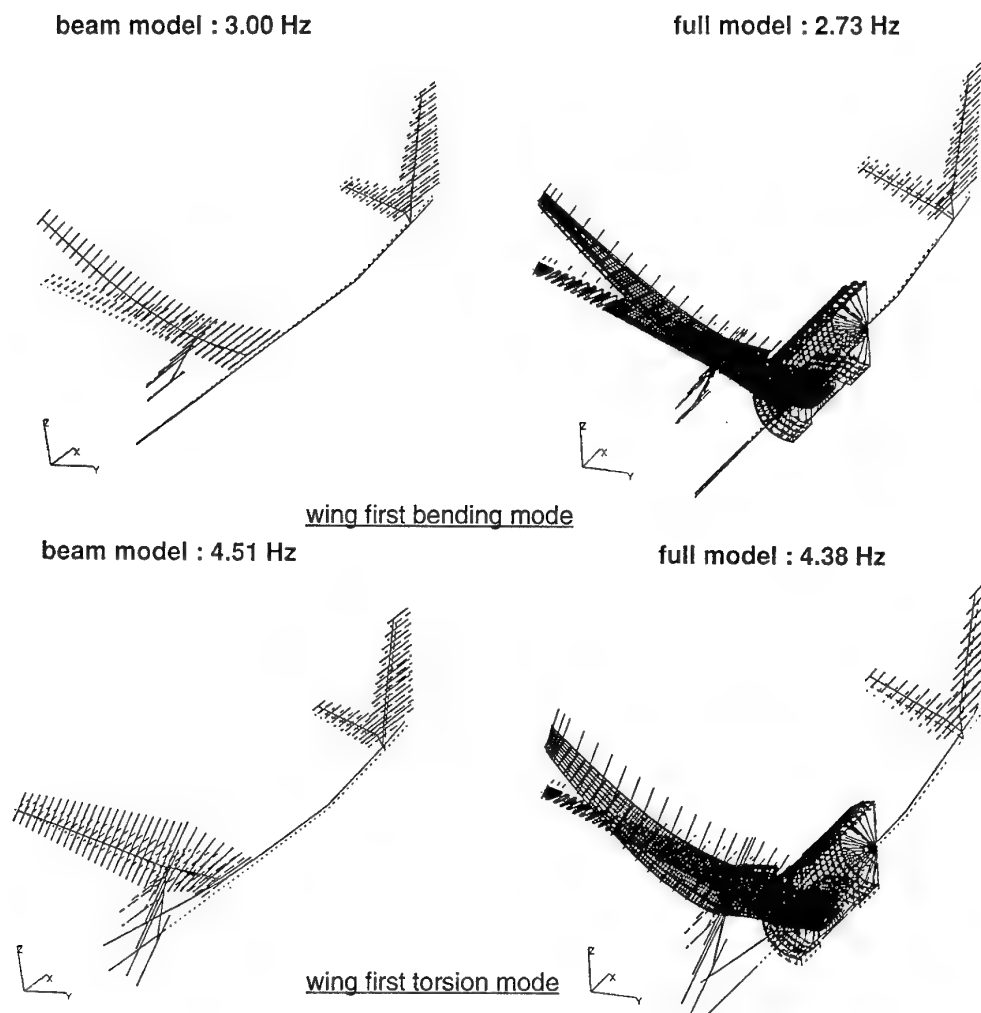 beam model : 3.00 Hz
full model : 2.73 Hz
Z
X
Y
Z
X
Y
wing first bending mode
beam model : 4.51 Hz
full model : 4.38 Hz
Z
X
Y
Z
X
Y
wing first torsion mode